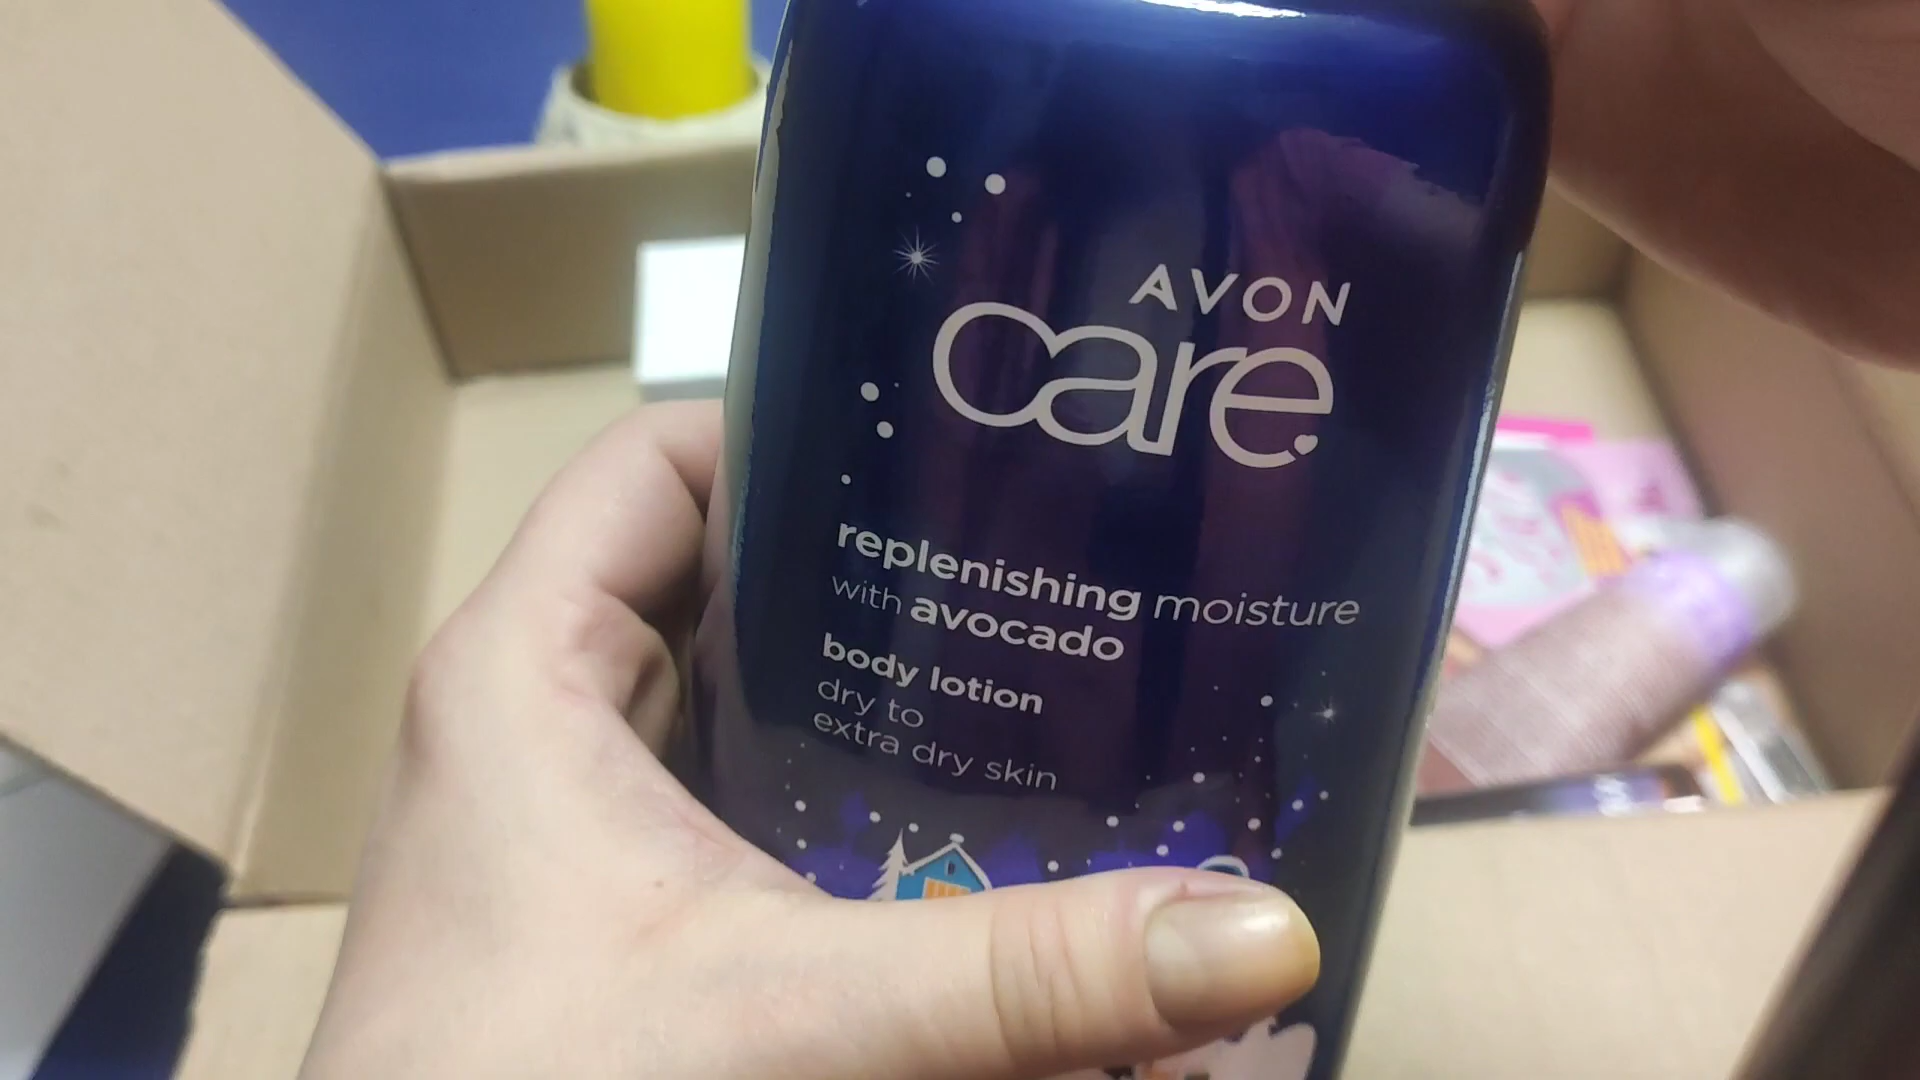 AVON
care
replenishing moisture
with avocado
body lotion
dry to
extra dry skin